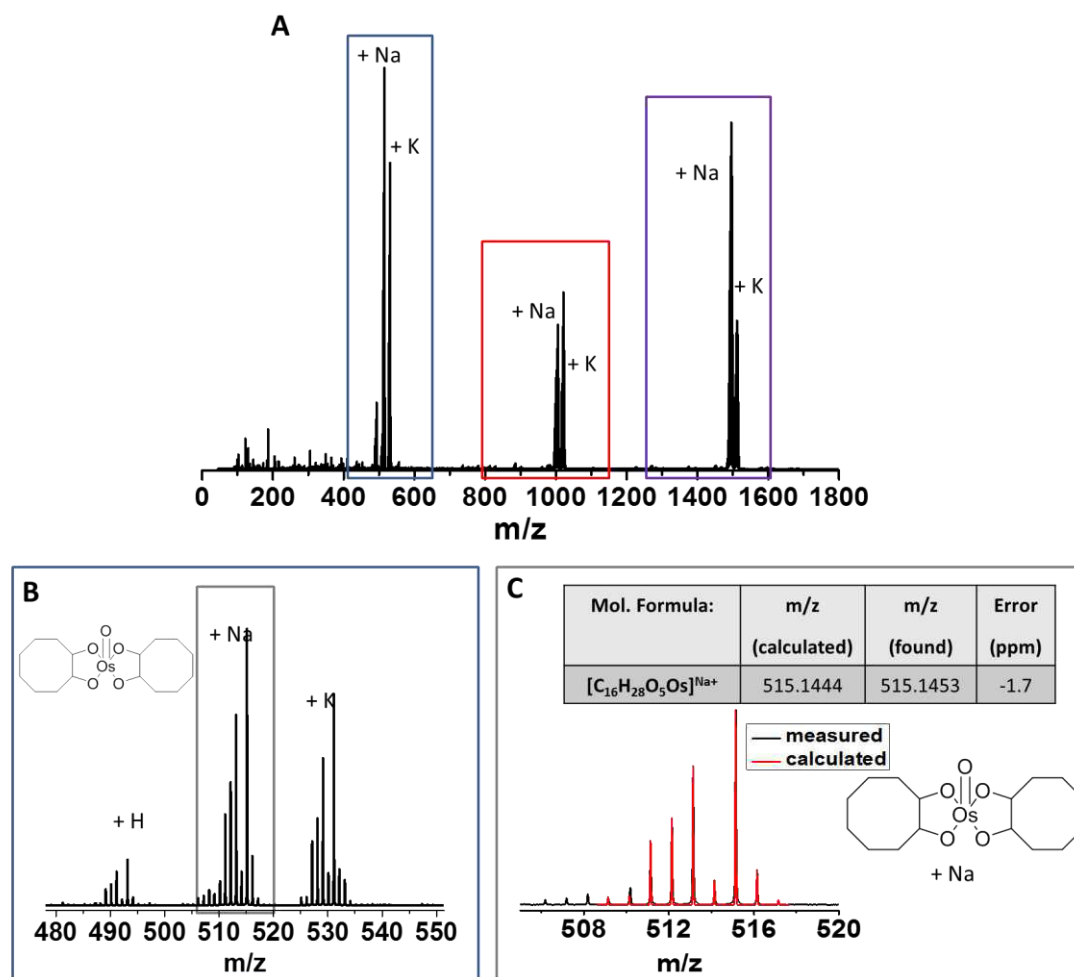 A
+ Na
+ K
+ Na
+ K
+ Na
+ K
0 200 400 600 800 1000 1200 1400 1600 1800
m/z
B
O
O O
Os
O O
+ Na
+ K
+ H
480 490 500 510 520 530 540 550
m/z
C
Mol. Formula: m/z (calculated) m/z (found) Error (ppm)
[C₁₆H₂₈O₅Os]ᴺᵃ⁺ 515.1444 515.1453 -1.7
measured
calculated
O
O O
Os
O O
+ Na
508 512 516 520
m/z